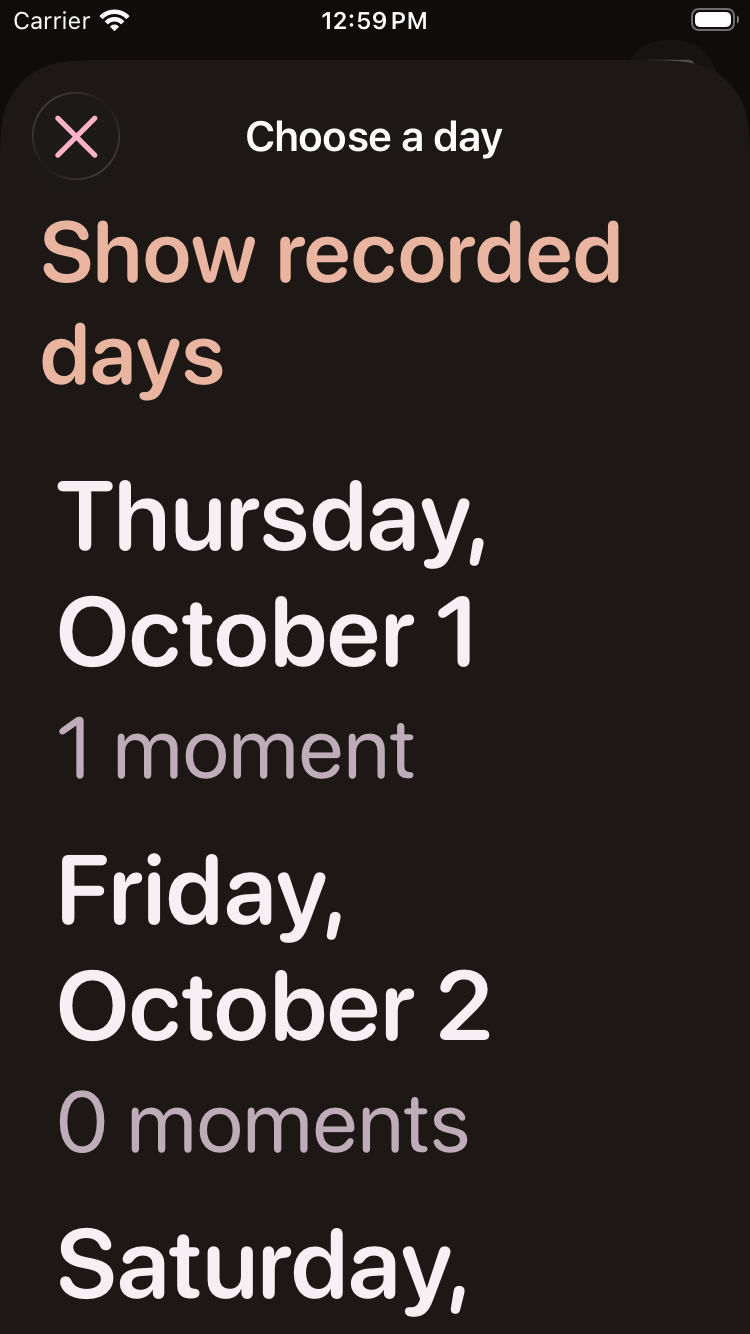 Carrier 12:59 PM
Choose a day
Show recorded
days
Thursday,
October 1
1 moment
Friday,
October 2
0 moments
Saturday,